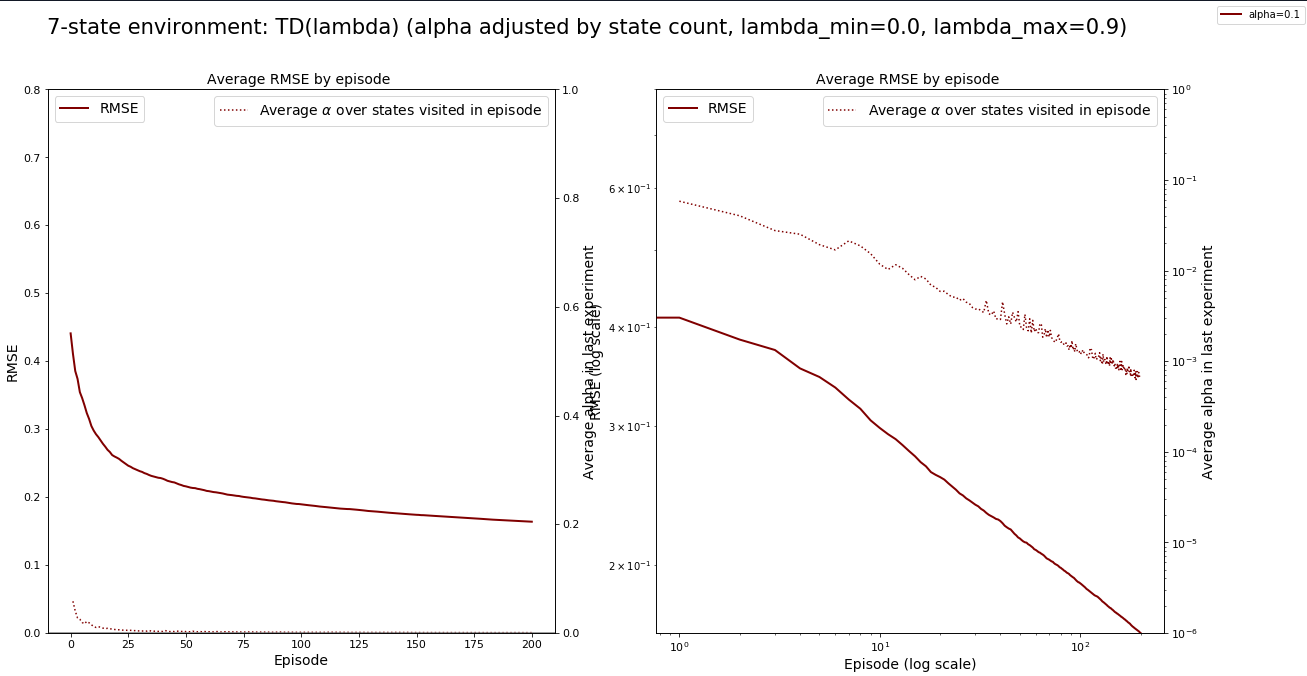 7-state environment: TD(lambda) (alpha adjusted by state count, lambda_min=0.0, lambda_max=0.9)
alpha=0.1
Average RMSE by episode
RMSE
Average α over states visited in episode
0.8
0.7
0.6
0.5
0.4
0.3
0.2
0.1
0.0
RMSE
1.0
0.8
0.6
0.4
0.2
0.0
Average alpha in last experiment
0
25
50
75
100
125
150
175
200
Episode
Average RMSE by episode
RMSE
Average α over states visited in episode
6 × 10⁻¹
4 × 10⁻¹
3 × 10⁻¹
2 × 10⁻¹
RMSE (log scale)
10⁰
10⁻¹
10⁻²
10⁻³
10⁻⁴
10⁻⁵
10⁻⁶
Average alpha in last experiment
10⁰
10¹
10²
Episode (log scale)